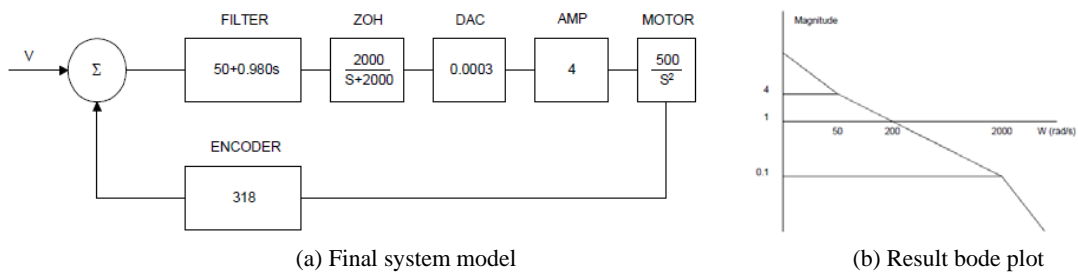 FILTER ZOH DAC AMP MOTOR
V Σ 50+0.980s 2000 0.0003 4 500
S+2000 S²
ENCODER
318
(a) Final system model
Magnitude
4
1
50 200 2000 W (rad/s)
0.1
(b) Result bode plot